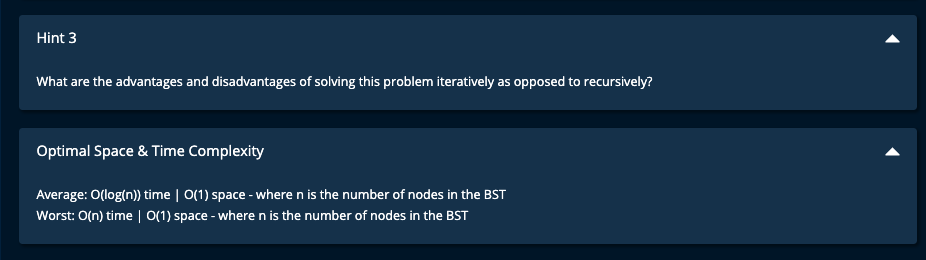 Hint 3
What are the advantages and disadvantages of solving this problem iteratively as opposed to recursively?
Optimal Space & Time Complexity
Average: O(log(n)) time | O(1) space - where n is the number of nodes in the BST
Worst: O(n) time | O(1) space - where n is the number of nodes in the BST